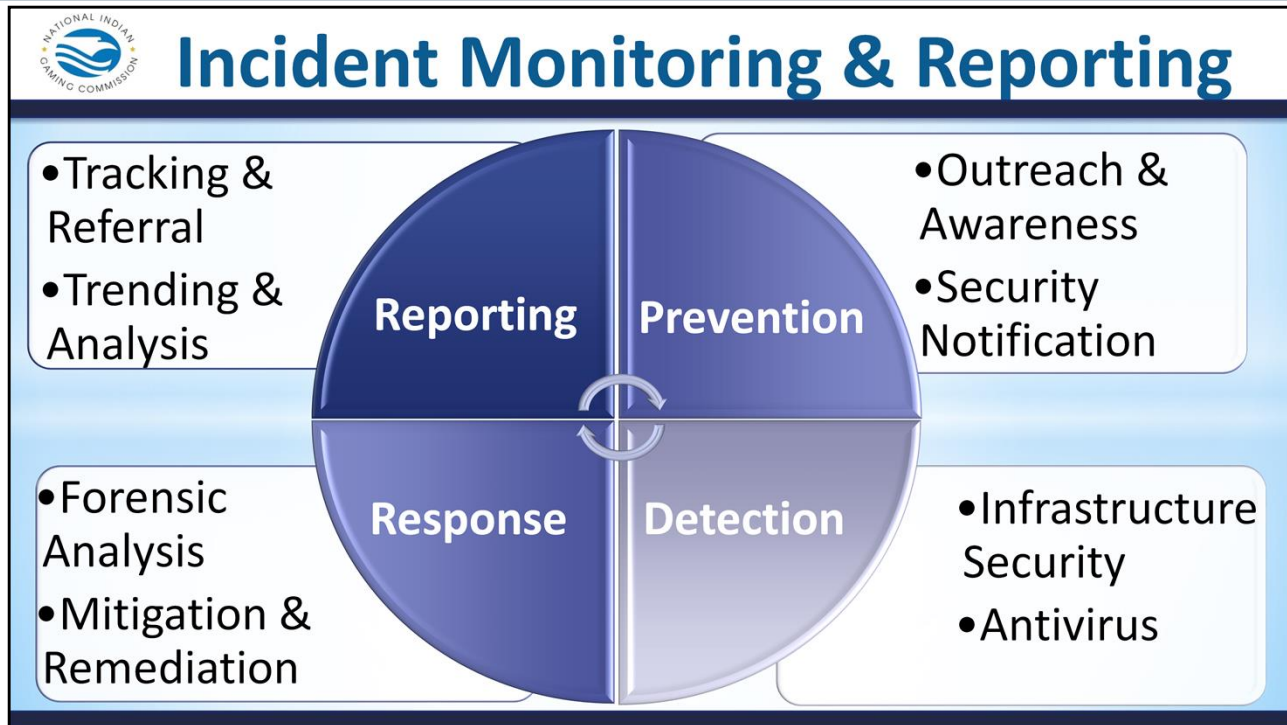 NATIONAL INDIAN
GAMING COMMISSION
Incident Monitoring & Reporting
•Tracking &
Referral
•Trending &
Analysis
Reporting
Prevention
•Outreach &
Awareness
•Security
Notification
•Forensic
Analysis
•Mitigation &
Remediation
Response
Detection
•Infrastructure
Security
•Antivirus